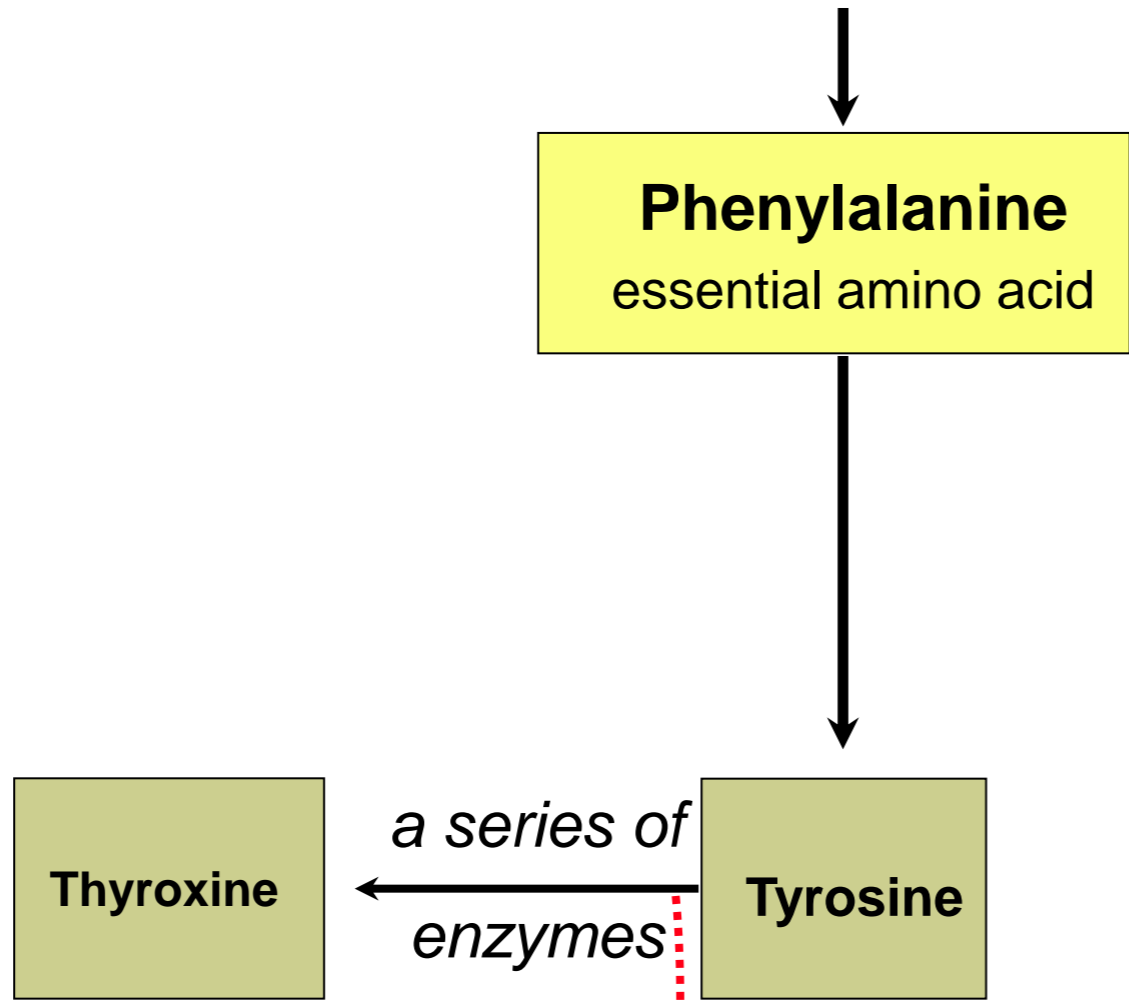 Phenylalanine
essential amino acid
a series of
enzymes
Thyroxine
Tyrosine